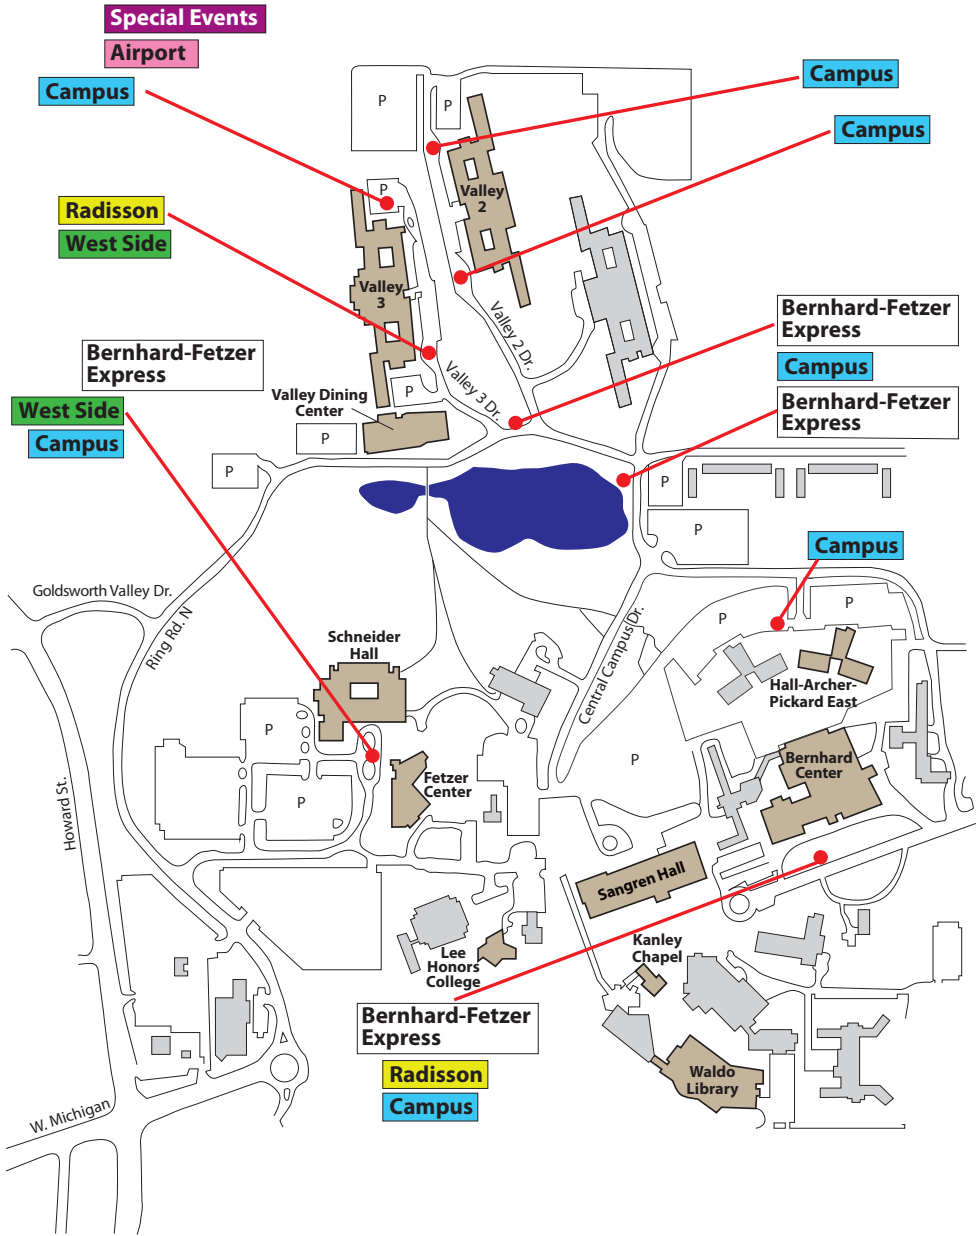 Special Events
Airport
Campus
Campus
Campus
P
P
P
Valley
2
Radisson
West Side
Valley
3
Valley 2 Dr.
Bernhard-Fetzer
Express
Campus
Bernhard-Fetzer
Express
Bernhard-Fetzer
Express
West Side
Campus
Valley 3 Dr.
P
Valley Dining
Center
P
P
P
P
Campus
Goldsworth Valley Dr.
Ring Rd. N
Central Campus Dr.
P
P
Schneider
Hall
Hall-Archer-
Pickard East
P
P
Bernhard
Center
Fetzer
Center
P
Howard St.
Sangren Hall
Lee
Honors
College
Kanley
Chapel
Bernhard-Fetzer
Express
Radisson
Campus
Waldo
Library
W. Michigan